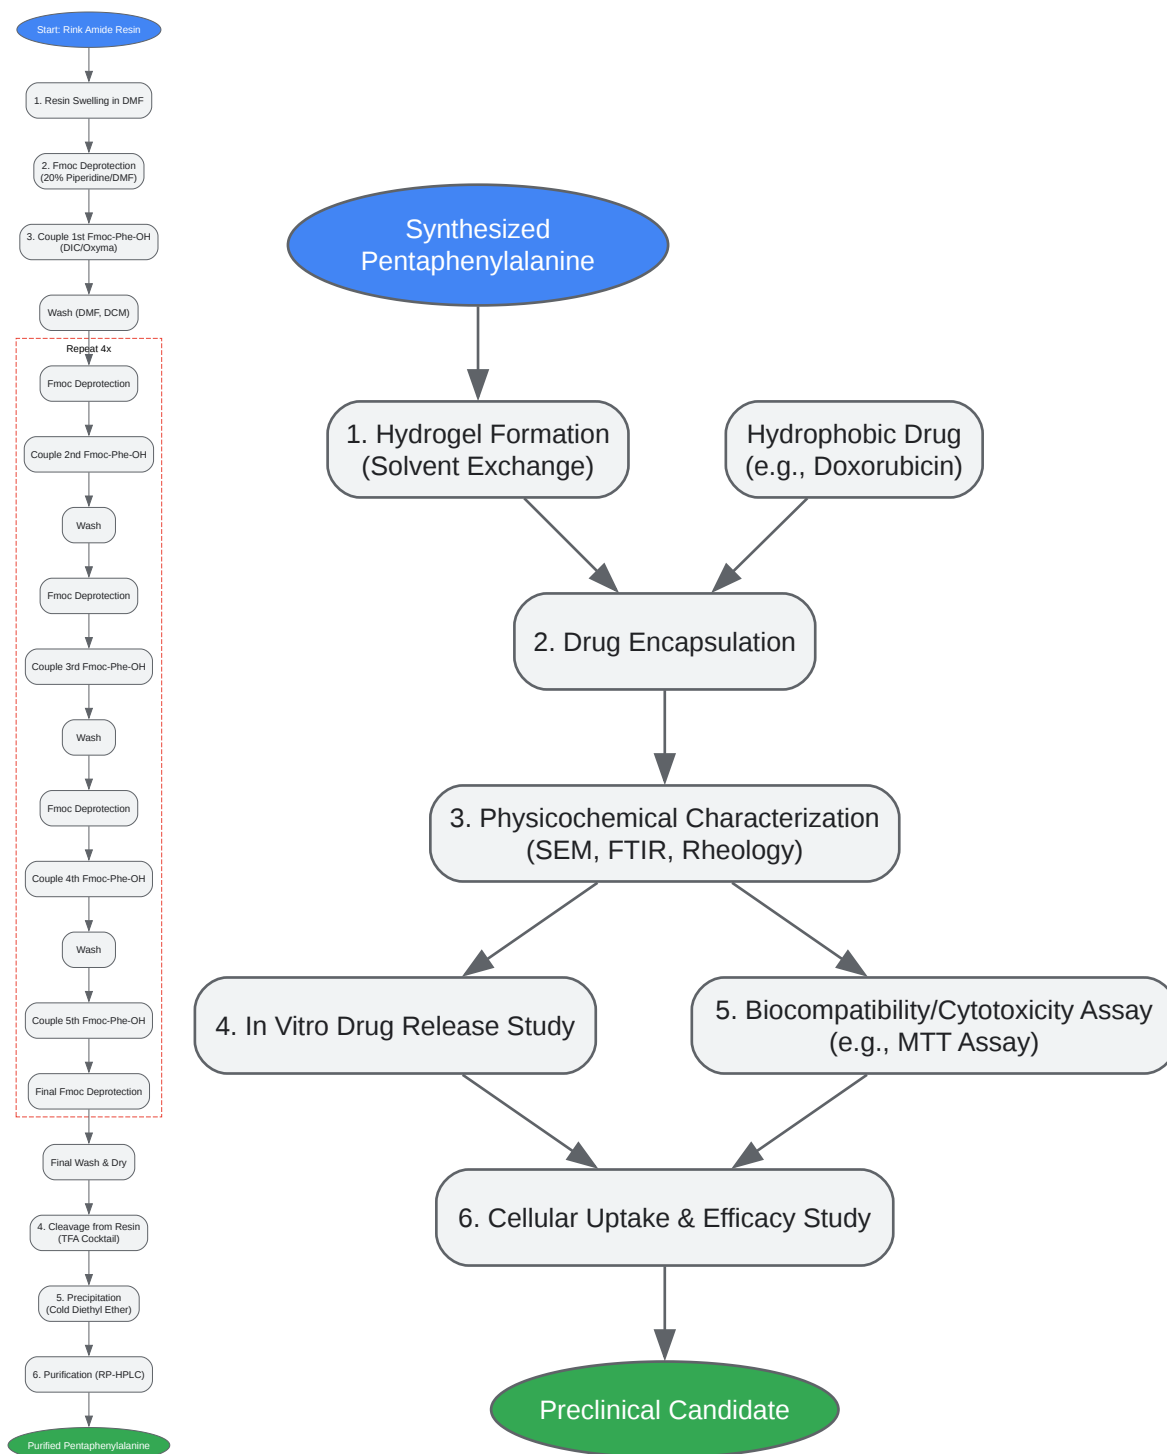 Start: Rink Amide Resin
1. Resin Swelling in DMF
2. Fmoc Deprotection
(20% Piperidine/DMF)
3. Couple 1st Fmoc-Phe-OH
(DIC/Oxyma)
Wash (DMF, DCM)
Repeat 4x
Fmoc Deprotection
Couple 2nd Fmoc-Phe-OH
Wash
Fmoc Deprotection
Couple 3rd Fmoc-Phe-OH
Wash
Fmoc Deprotection
Couple 4th Fmoc-Phe-OH
Wash
Couple 5th Fmoc-Phe-OH
Final Fmoc Deprotection
Final Wash & Dry
4. Cleavage from Resin
(TFA Cocktail)
5. Precipitation
(Cold Diethyl Ether)
6. Purification (RP-HPLC)
Purified Pentaphenylalanine
Synthesized
Pentaphenylalanine
1. Hydrogel Formation
(Solvent Exchange)
Hydrophobic Drug
(e.g., Doxorubicin)
2. Drug Encapsulation
3. Physicochemical Characterization
(SEM, FTIR, Rheology)
4. In Vitro Drug Release Study
5. Biocompatibility/Cytotoxicity Assay
(e.g., MTT Assay)
6. Cellular Uptake & Efficacy Study
Preclinical Candidate